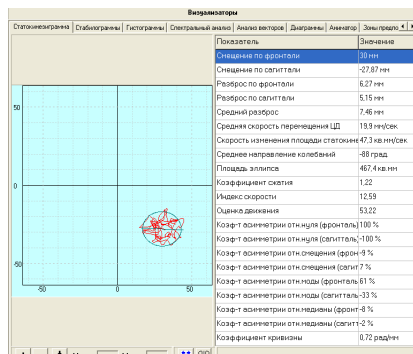 Визуализаторы
Статокинезиграмма Стабилограммы Гистограммы Спектральный анализ Анализ векторов Диаграммы Аниматор Зоны предпо
Показатель Значение
Смещение по фронтали 30 мм
Смещение по сагиттали -27,87 мм
Разброс по фронтали 6,27 мм
Разброс по сагиттали 5,15 мм
Средний разброс 7,46 мм
Средняя скорость перемещения ЦД 19,9 мм/сек
Скорость изменения площади статокине 47,3 кв.мм/сек
Среднее направление колебаний -88 град.
Площадь эллипса 467,4 кв.мм
Коэффициент сжатия 1,22
Индекс скорости 12,59
Оценка движения 53,22
Коэф-т асимметрии отн.нуля (фронталь) 100 %
Коэф-т асимметрии отн.нуля (сагитталь) -100 %
Коэф-т асимметрии отн.смещения (фрон -9 %
Коэф-т асимметрии отн.смещения (сагит 7 %
Коэф-т асимметрии отн.моды (фронталь 61 %
Коэф-т асимметрии отн.моды (сагитталь -33 %
Коэф-т асимметрии отн.медианы (фронт -8 %
Коэф-т асимметрии отн.медианы (сагитт -2 %
Коэффициент кривизны 0,72 рад/мм
50
0
-50
-50 0 50